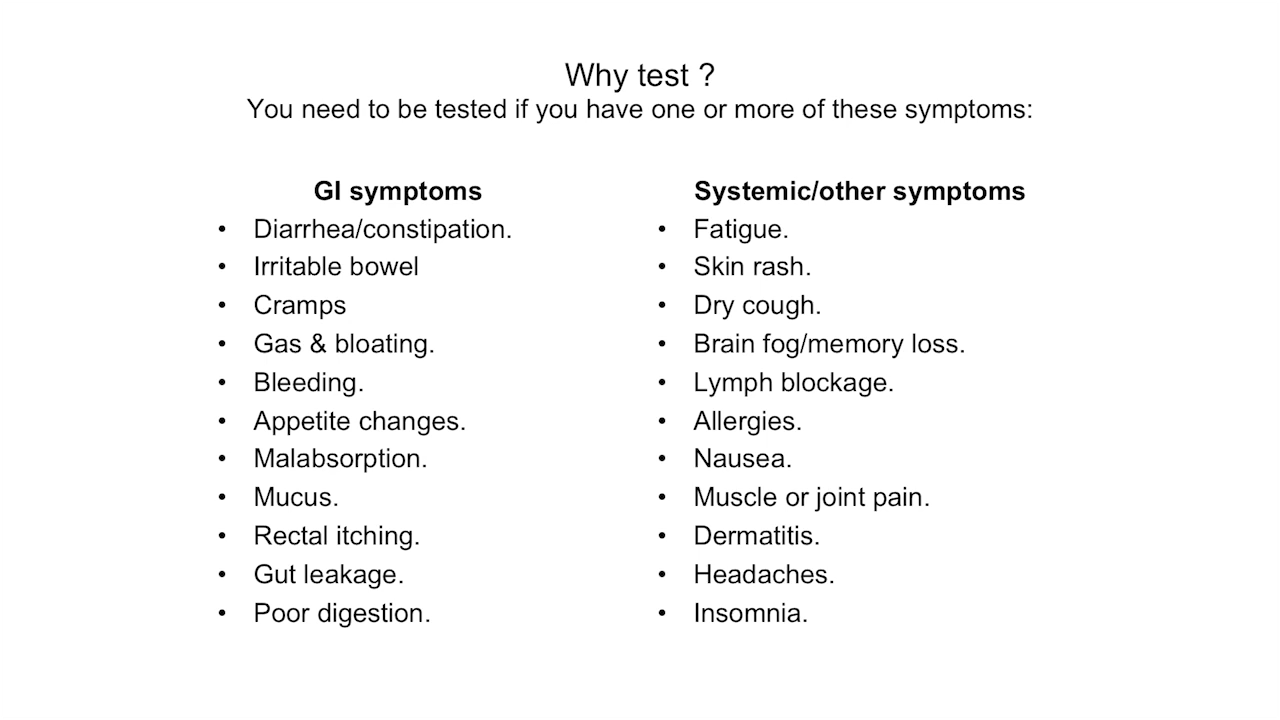 Why test ?
You need to be tested if you have one or more of these symptoms:
GI symptoms
• Diarrhea/constipation.
• Irritable bowel
• Cramps
• Gas & bloating.
• Bleeding.
• Appetite changes.
• Malabsorption.
• Mucus.
• Rectal itching.
• Gut leakage.
• Poor digestion.
Systemic/other symptoms
• Fatigue.
• Skin rash.
• Dry cough.
• Brain fog/memory loss.
• Lymph blockage.
• Allergies.
• Nausea.
• Muscle or joint pain.
• Dermatitis.
• Headaches.
• Insomnia.